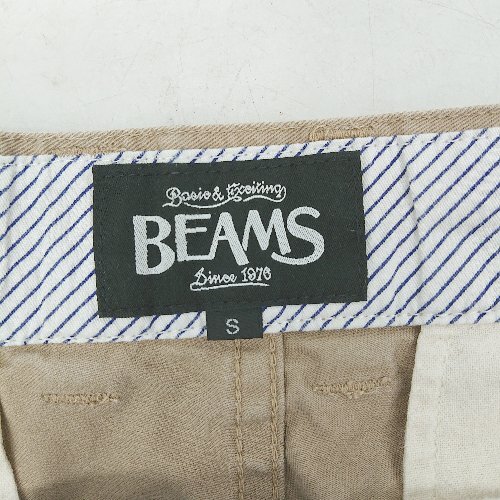 Basic & Exciting
BEAMS
Since 1976
S